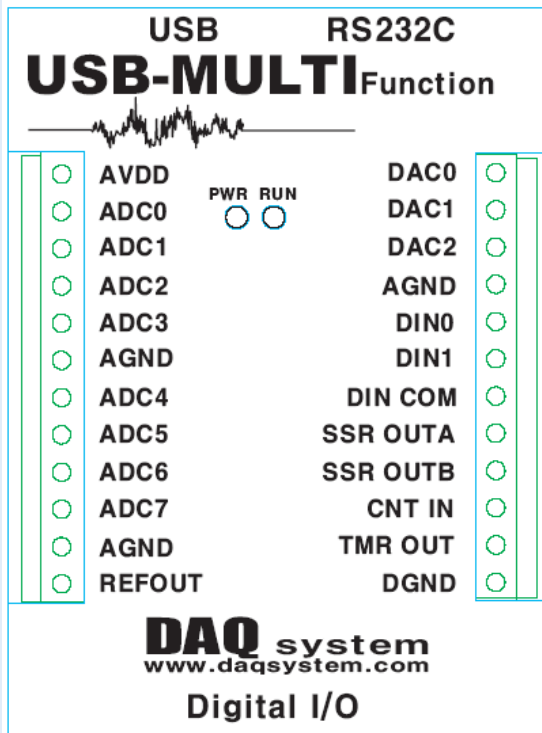 USB RS232C
USB-MULTIFunction
PWR RUN
AVDD
ADC0
ADC1
ADC2
ADC3
AGND
ADC4
ADC5
ADC6
ADC7
AGND
REFOUT
DAC0
DAC1
DAC2
AGND
DIN0
DIN1
DIN COM
SSR OUTA
SSR OUTB
CNT IN
TMR OUT
DGND
DAQ system
www.daqsystem.com
Digital I/O